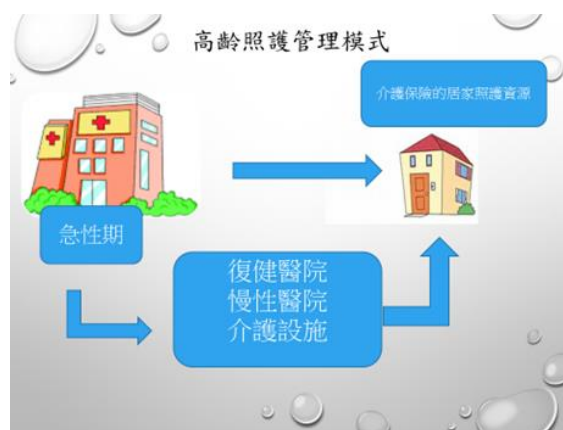 高齡照護管理模式
介護保險的居家照護資源
急性期
復健醫院
慢性醫院
介護設施